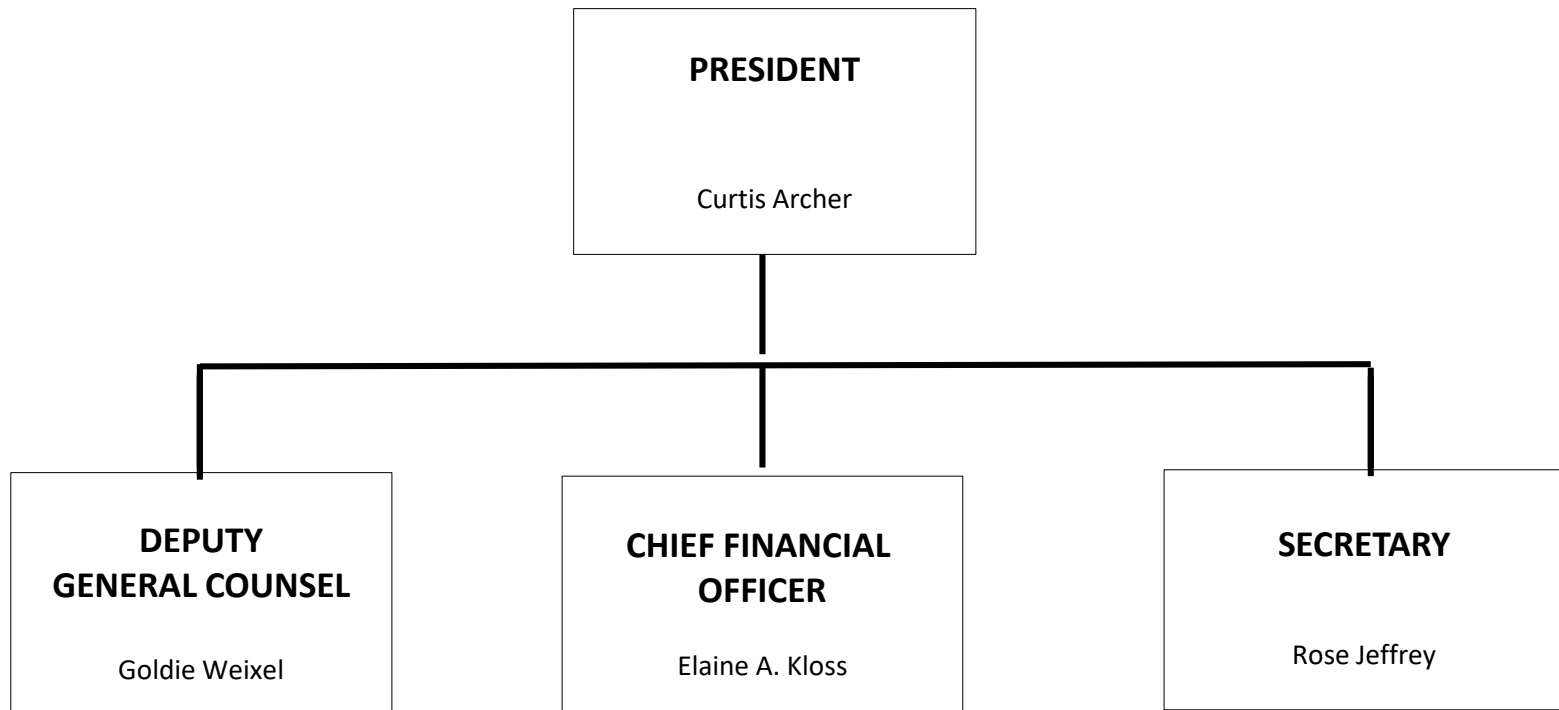 PRESIDENT
Curtis Archer
DEPUTY
GENERAL COUNSEL
Goldie Weixel
CHIEF FINANCIAL
OFFICER
Elaine A. Kloss
SECRETARY
Rose Jeffrey